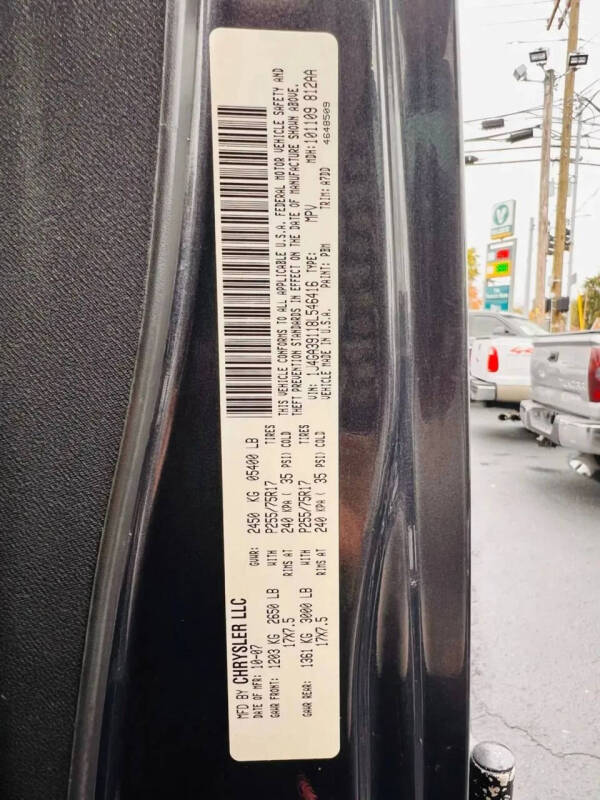 MFD BY CHRYSLER LLC
DATE OF MFR: 10-07 GVWR: 2450 KG 05400 LB
GAWR FRONT: 1203 KG 2650 LB WITH P255/75R17 TIRES
17X7.5 RIMS AT 240 KPA ( 35 PSI) COLD
GAWR REAR: 1361 KG 3000 LB WITH P255/75R17 TIRES
17X7.5 RIMS AT 240 KPA ( 35 PSI) COLD
THIS VEHICLE CONFORMS TO ALL APPLICABLE U.S.A. FEDERAL MOTOR VEHICLE SAFETY AND
THEFT PREVENTION STANDARDS IN EFFECT ON THE DATE OF MANUFACTURE SHOWN ABOVE.
VIN: 1J4GA39118L546416 TYPE: MPV MDH: 101109 812AA
VEHICLE MADE IN U.S.A. PAINT: PBM TRIM: A7DD 4648509